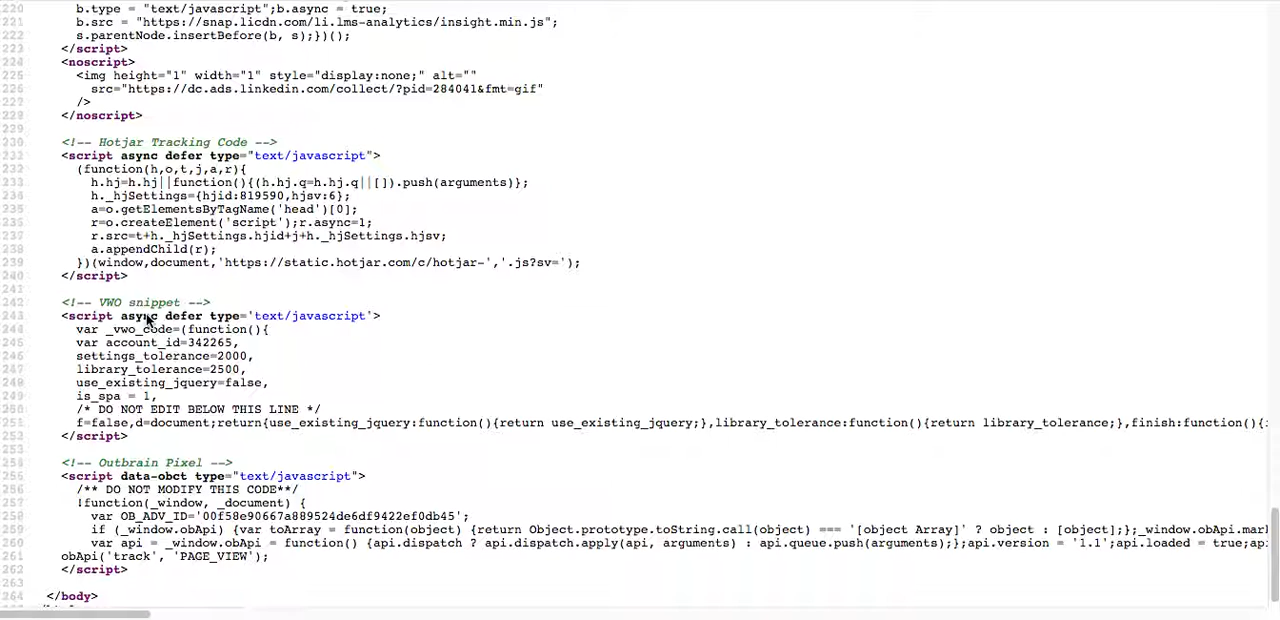 220 b.type = "text/javascript";b.async = true;
221 b.src = "https://snap.licdn.com/li.lms-analytics/insight.min.js";
222 s.parentNode.insertBefore(b, s);})();
223 </script>
224 <noscript>
225 <img height="1" width="1" style="display:none;" alt=""
226 src="https://dc.ads.linkedin.com/collect/?pid=284041&fmt=gif"
227 />
228 </noscript>
229
230 <!-- Hotjar Tracking Code -->
231 <script async defer type="text/javascript">
232 (function(h,o,t,j,a,r){
233 h.hj=h.hj||function(){(h.hj.q=h.hj.q||[]).push(arguments)};
234 h._hjSettings={hjid:819590,hjsv:6};
235 a=o.getElementsByTagName('head')[0];
236 r=o.createElement('script');r.async=1;
237 r.src=t+h._hjSettings.hjid+j+h._hjSettings.hjsv;
238 a.appendChild(r);
239 })(window,document,'https://static.hotjar.com/c/hotjar-','.js?sv=');
240 </script>
241
242 <!-- VWO snippet -->
243 <script async defer type='text/javascript'>
244 var _vwo_code=(function(){
245 var account_id=342265,
246 settings_tolerance=2000,
247 library_tolerance=2500,
248 use_existing_jquery=false,
249 is_spa = 1,
250 /* DO NOT EDIT BELOW THIS LINE */
251 f=false,d=document;return{use_existing_jquery:function(){return use_existing_jquery;},library_tolerance:function(){return library_tolerance;},finish:function(){
252 </script>
253
254 <!-- Outbrain Pixel -->
255 <script data-obct type="text/javascript">
256 /** DO NOT MODIFY THIS CODE**/
257 !function(_window, _document) {
258 var OB_ADV_ID='00f58e90667a889524de6df9422ef0db45';
259 if (_window.obApi) {var toArray = function(object) {return Object.prototype.toString.call(object) === '[object Array]' ? object : [object];};_window.obApi.mar
260 var api = _window.obApi = function() {api.dispatch ? api.dispatch.apply(api, arguments) : api.queue.push(arguments);};api.version = '1.1';api.loaded = true;api
261 obApi('track', 'PAGE_VIEW');
262 </script>
263
264 </body>